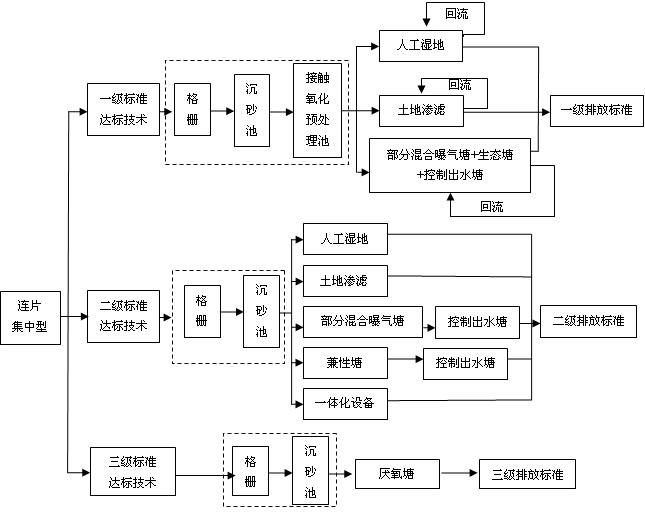 连片
集中型
一级标准
达标技术
格
栅
沉
砂
池
接触
氧化
预处
理池
回流
人工湿地
回流
土地渗滤
部分混合曝气塘+生态塘
+控制出水塘
回流
一级排放标准
二级标准
达标技术
格
栅
沉
砂
池
人工湿地
土地渗滤
部分混合曝气塘
控制出水塘
兼性塘
控制出水塘
一体化设备
二级排放标准
三级标准
达标技术
格
栅
沉
砂
池
厌氧塘
三级排放标准